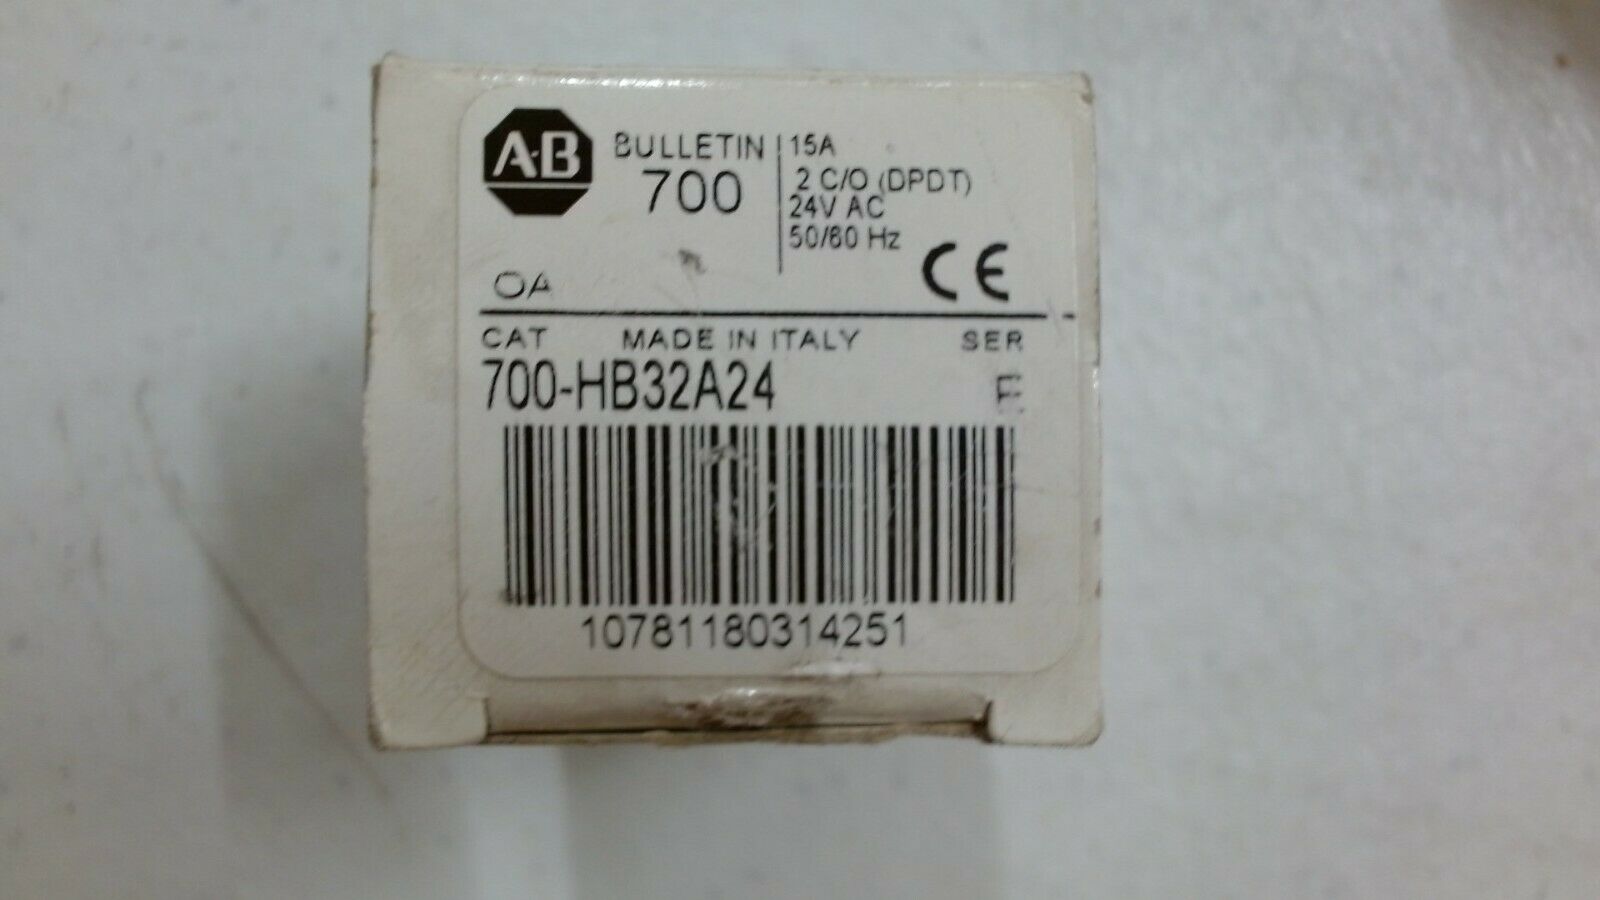 A-B
BULLETIN
700
15A
2 C/O (DPDT)
24V AC
50/60 Hz
CE
OA
CAT MADE IN ITALY SER
700-HB32A24
10781180314251